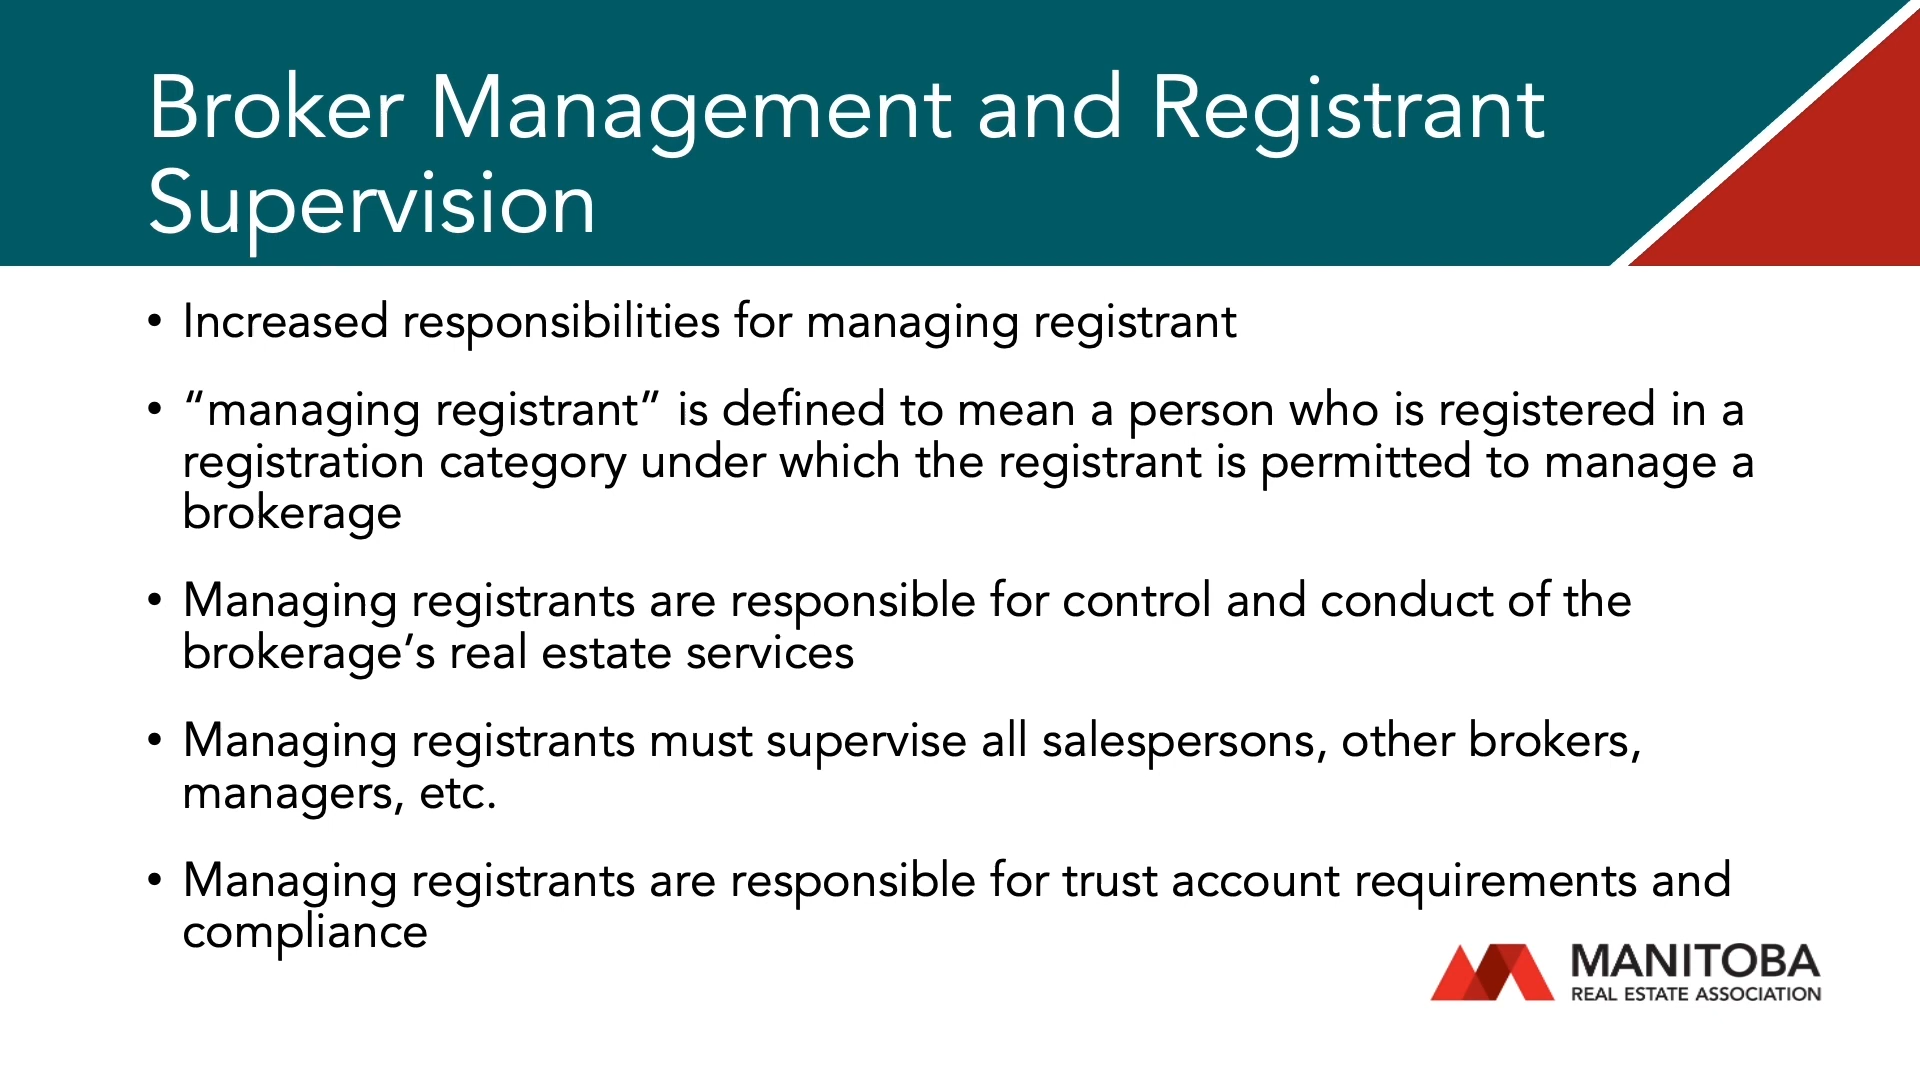 Broker Management and Registrant
Supervision
• Increased responsibilities for managing registrant
• “managing registrant” is defined to mean a person who is registered in a
registration category under which the registrant is permitted to manage a
brokerage
• Managing registrants are responsible for control and conduct of the
brokerage’s real estate services
• Managing registrants must supervise all salespersons, other brokers,
managers, etc.
• Managing registrants are responsible for trust account requirements and
compliance
MANITOBA
REAL ESTATE ASSOCIATION